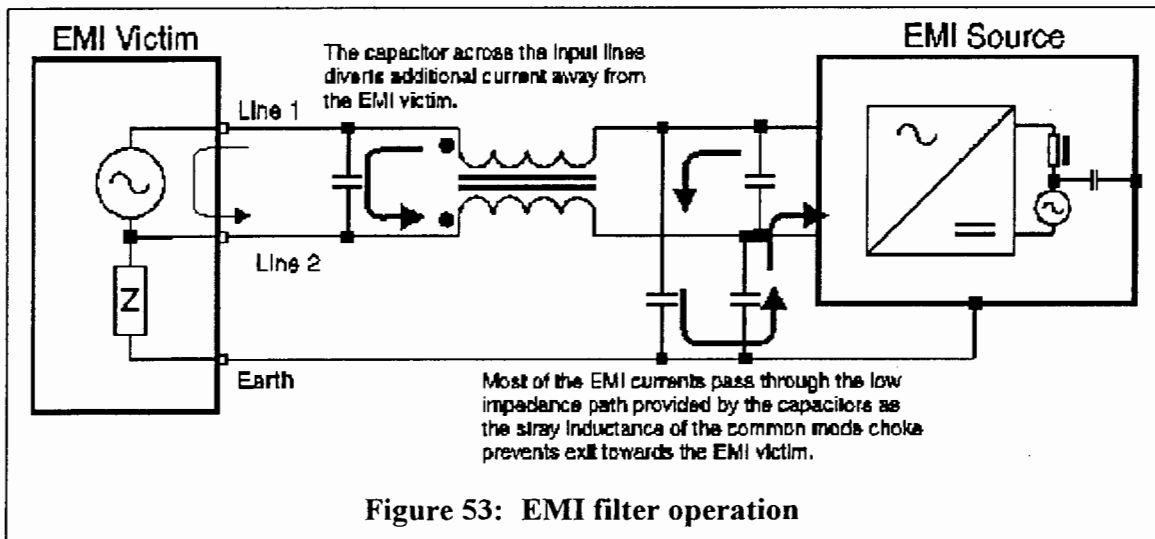 EMI Victim
EMI Source
The capacitor across the input lines
diverts additional current away from
the EMI victim.
Line 1
Line 2
Z
Earth
Most of the EMI currents pass through the low
impedance path provided by the capacitors as
the stray inductance of the common mode choke
prevents exit towards the EMI victim.
Figure 53: EMI filter operation